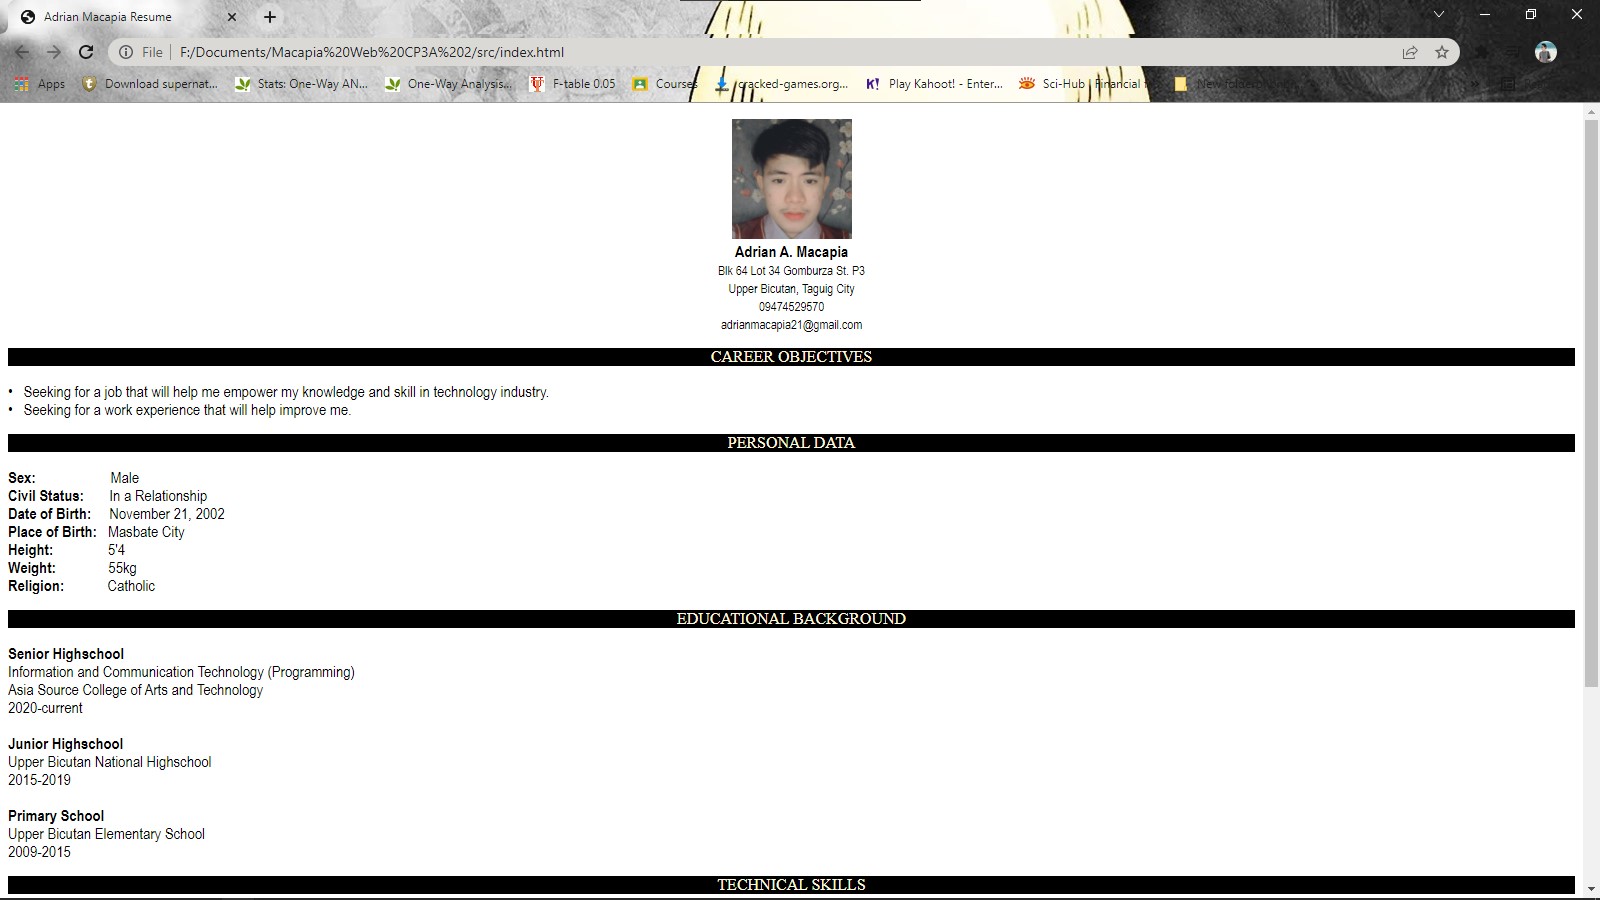 Adrian Macapia Resume
File F:/Documents/Macapia%20Web%20CP3A%202/src/index.html
Apps Download supernat... Stats: One-Way AN... One-Way Analysis... F-table 0.05 Courses cracked-games.org... K! Play Kahoot! - Enter... Sci-Hub | Financial New folder
Adrian A. Macapia
Blk 64 Lot 34 Gomburza St. P3
Upper Bicutan, Taguig City
09474529570
adrianmacapia21@gmail.com
CAREER OBJECTIVES
• Seeking for a job that will help me empower my knowledge and skill in technology industry.
• Seeking for a work experience that will help improve me.
PERSONAL DATA
Sex: Male
Civil Status: In a Relationship
Date of Birth: November 21, 2002
Place of Birth: Masbate City
Height: 5'4
Weight: 55kg
Religion: Catholic
EDUCATIONAL BACKGROUND
Senior Highschool
Information and Communication Technology (Programming)
Asia Source College of Arts and Technology
2020-current
Junior Highschool
Upper Bicutan National Highschool
2015-2019
Primary School
Upper Bicutan Elementary School
2009-2015
TECHNICAL SKILLS